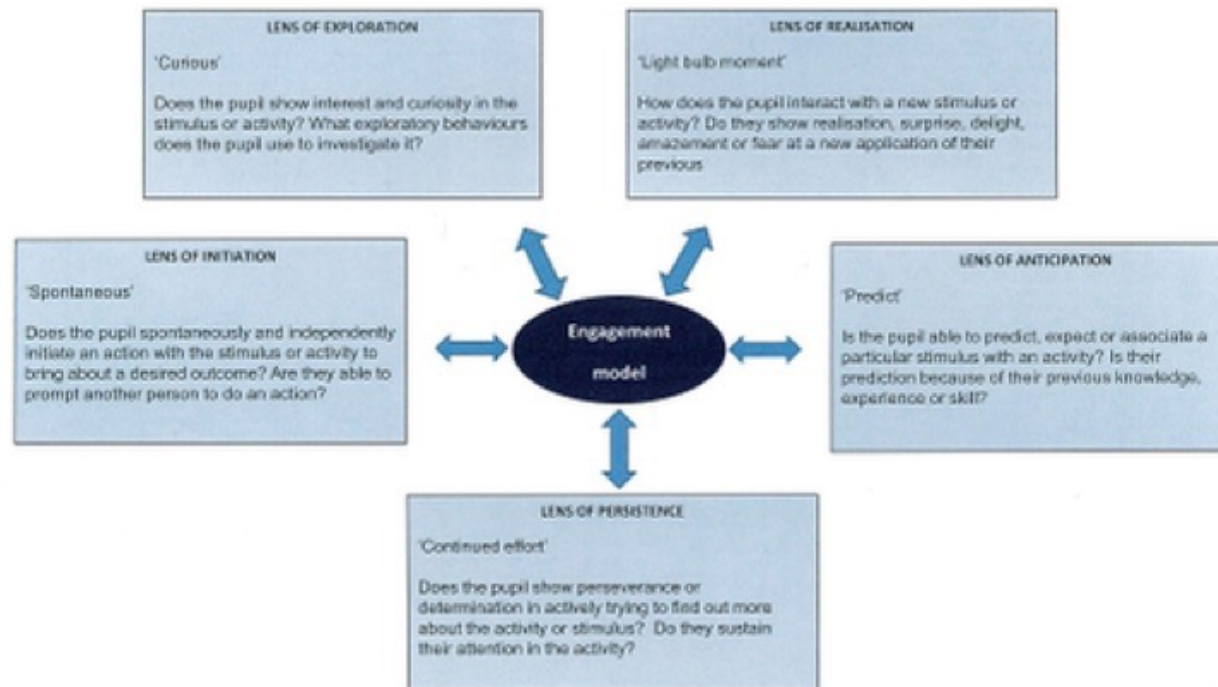 LENS OF EXPLORATION
'Curious'
Does the pupil show interest and curiosity in the
stimulus or activity? What exploratory behaviours
does the pupil use to investigate it?
LENS OF REALISATION
'Light bulb moment'
How does the pupil interact with a new stimulus or
activity? Do they show realisation, surprise, delight,
amazement or fear at a new application of their
previous
LENS OF INITIATION
'Spontaneous'
Does the pupil spontaneously and independently
initiate an action with the stimulus or activity to
bring about a desired outcome? Are they able to
prompt another person to do an action?
Engagement
model
LENS OF ANTICIPATION
'Predict'
Is the pupil able to predict, expect or associate a
particular stimulus with an activity? Is their
prediction because of their previous knowledge,
experience or skill?
LENS OF PERSISTENCE
'Continued effort'
Does the pupil show perseverance or
determination in actively trying to find out more
about the activity or stimulus? Do they sustain
their attention in the activity?